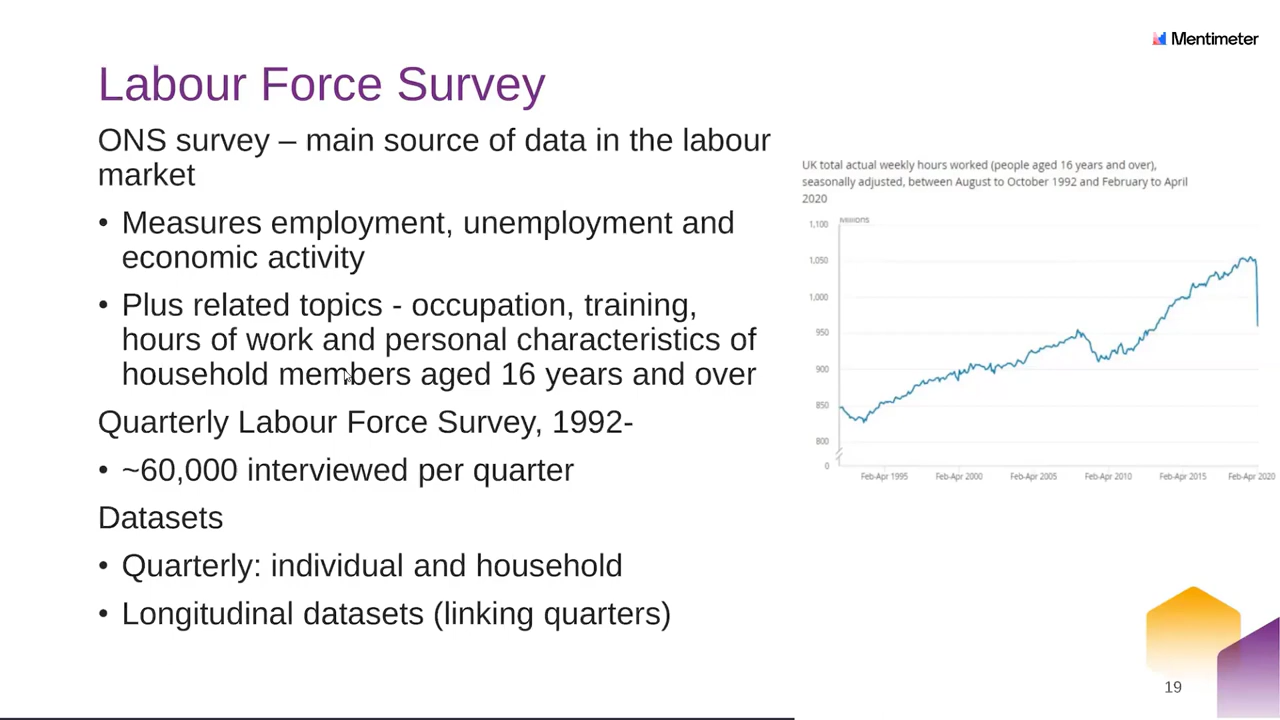 Mentimeter
Labour Force Survey
ONS survey – main source of data in the labour
market
• Measures employment, unemployment and
economic activity
• Plus related topics - occupation, training,
hours of work and personal characteristics of
household members aged 16 years and over
Quarterly Labour Force Survey, 1992-
• ~60,000 interviewed per quarter
Datasets
• Quarterly: individual and household
• Longitudinal datasets (linking quarters)
UK total actual weekly hours worked (people aged 16 years and over),
seasonally adjusted, between August to October 1992 and February to April
2020
Millions
1,100
1,050
1,000
950
900
850
800
0
Feb-Apr 1995 Feb-Apr 2000 Feb-Apr 2005 Feb-Apr 2010 Feb-Apr 2015 Feb-Apr 2020
19